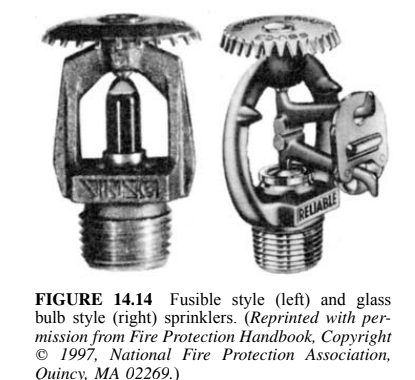 VIKING
RELIABLE
FIGURE 14.14 Fusible style (left) and glass
bulb style (right) sprinklers. (Reprinted with per-
mission from Fire Protection Handbook, Copyright
© 1997, National Fire Protection Association,
Quincy, MA 02269.)